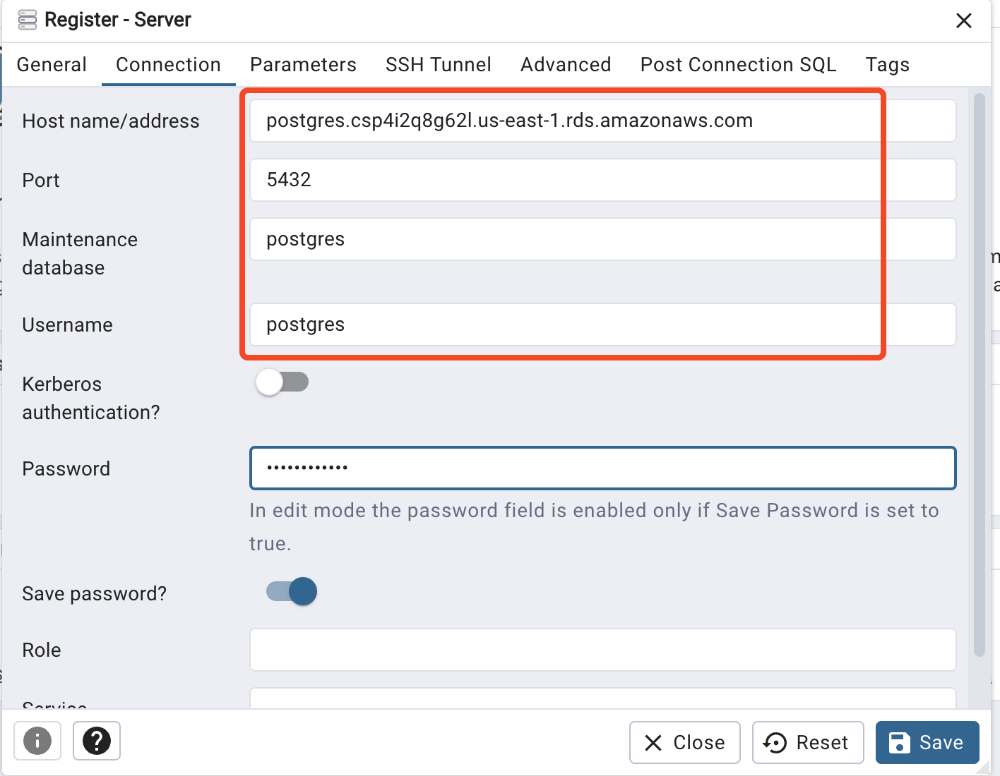 Register - Server
General Connection Parameters SSH Tunnel Advanced Post Connection SQL Tags
Host name/address postgres.csp4i2q8g62l.us-east-1.rds.amazonaws.com
Port 5432
Maintenance database postgres
Username postgres
Kerberos authentication?
Password ••••••••••••
In edit mode the password field is enabled only if Save Password is set to
true.
Save password?
Role
Service
Close Reset Save